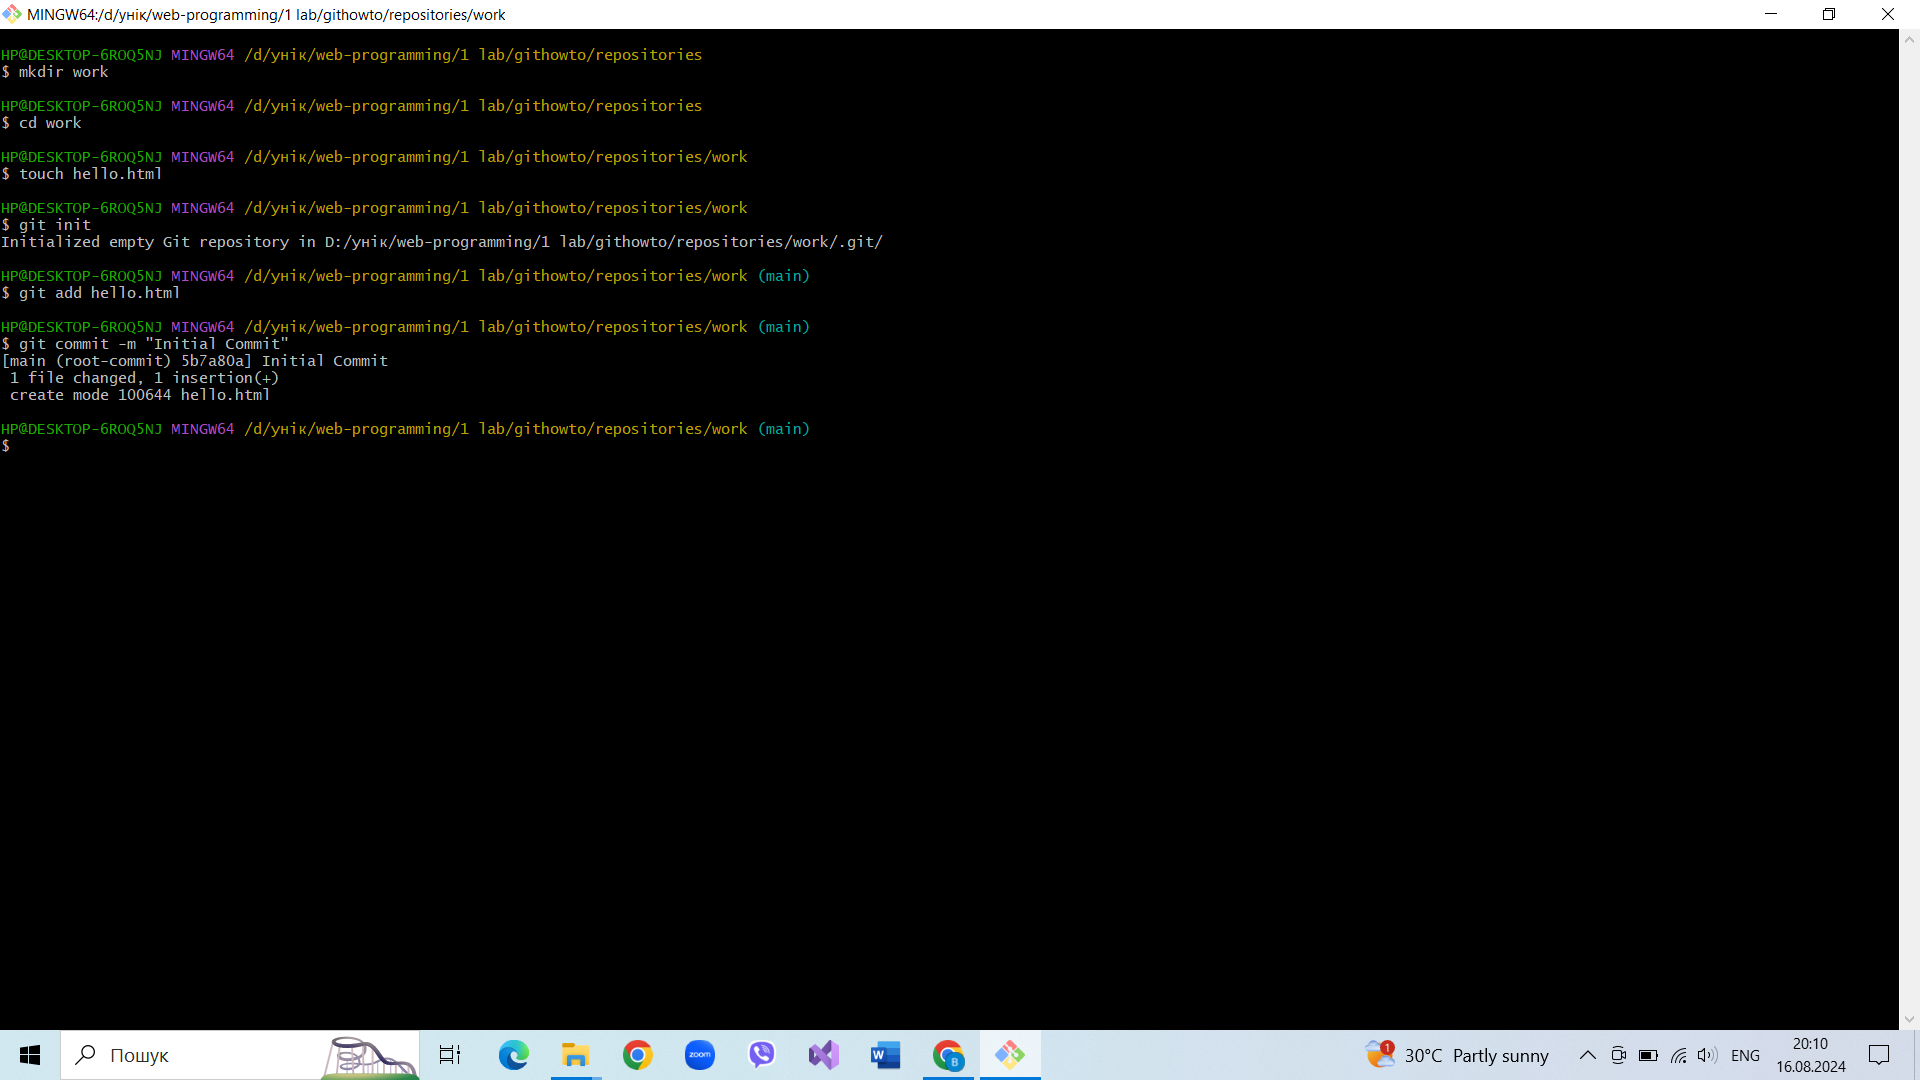 MINGW64:/d/унік/web-programming/1 lab/githowto/repositories/work
HP@DESKTOP-6ROQ5NJ MINGW64 /d/унік/web-programming/1 lab/githowto/repositories
$ mkdir work
HP@DESKTOP-6ROQ5NJ MINGW64 /d/унік/web-programming/1 lab/githowto/repositories
$ cd work
HP@DESKTOP-6ROQ5NJ MINGW64 /d/унік/web-programming/1 lab/githowto/repositories/work
$ touch hello.html
HP@DESKTOP-6ROQ5NJ MINGW64 /d/унік/web-programming/1 lab/githowto/repositories/work
$ git init
Initialized empty Git repository in D:/унік/web-programming/1 lab/githowto/repositories/work/.git/
HP@DESKTOP-6ROQ5NJ MINGW64 /d/унік/web-programming/1 lab/githowto/repositories/work (main)
$ git add hello.html
HP@DESKTOP-6ROQ5NJ MINGW64 /d/унік/web-programming/1 lab/githowto/repositories/work (main)
$ git commit -m "Initial Commit"
[main (root-commit) 5b7a80a] Initial Commit
 1 file changed, 1 insertion(+)
 create mode 100644 hello.html
HP@DESKTOP-6ROQ5NJ MINGW64 /d/унік/web-programming/1 lab/githowto/repositories/work (main)
$
Пошук
zoom
W
B
1
30°C Partly sunny
ENG
20:10
16.08.2024